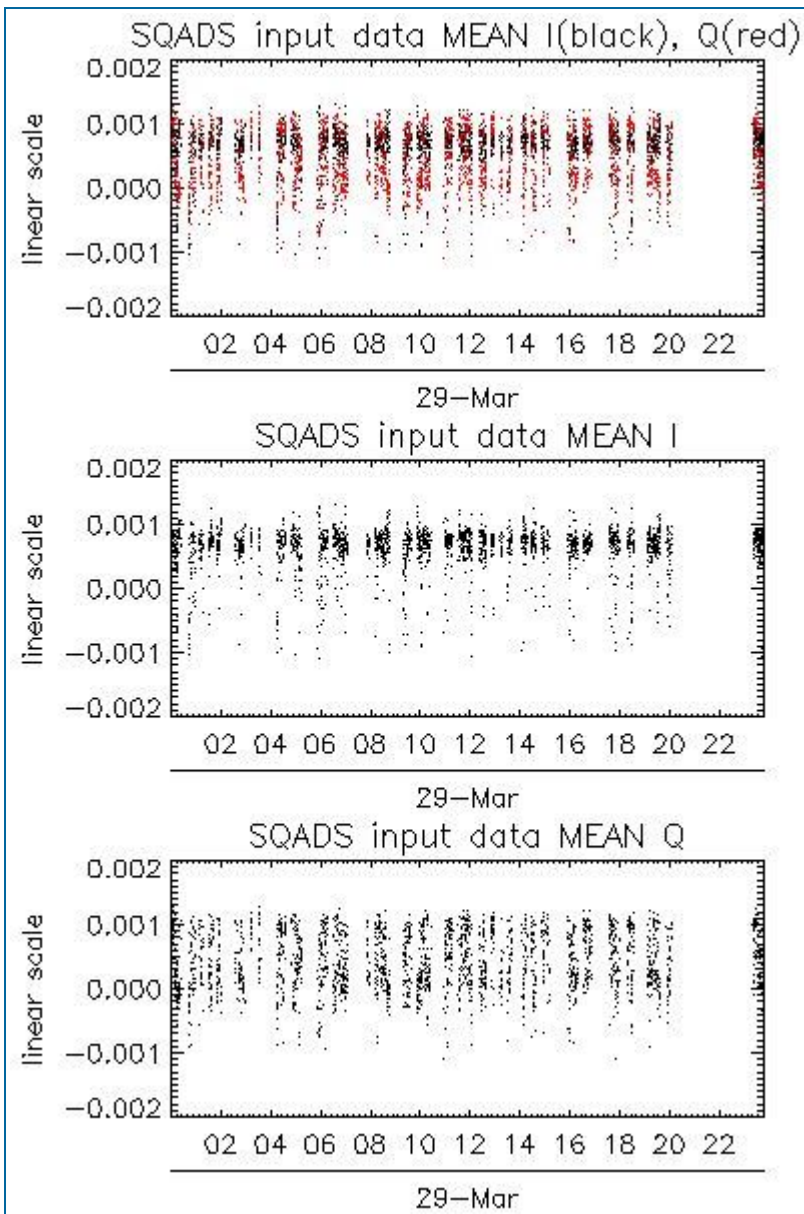 SQADS input data MEAN I(black), Q(red)
0.002
0.001
0.000
−0.001
−0.002
linear scale
02 04 06 08 10 12 14 16 18 20 22
29−Mar
SQADS input data MEAN I
0.002
0.001
0.000
−0.001
−0.002
linear scale
02 04 06 08 10 12 14 16 18 20 22
29−Mar
SQADS input data MEAN Q
0.002
0.001
0.000
−0.001
−0.002
linear scale
02 04 06 08 10 12 14 16 18 20 22
29−Mar